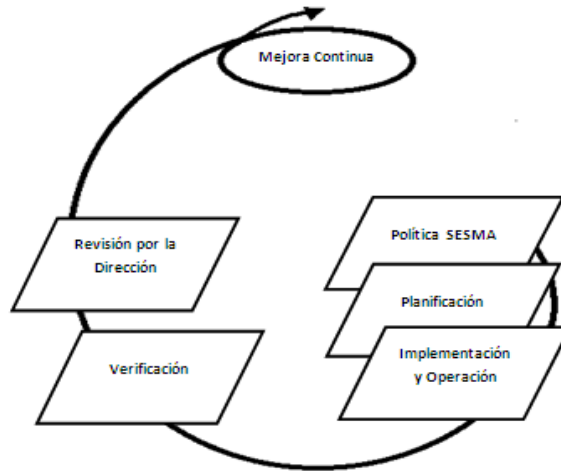 Mejora Continua
Política SESMA
Planificación
Implementación
y Operación
Verificación
Revisión por la
Dirección